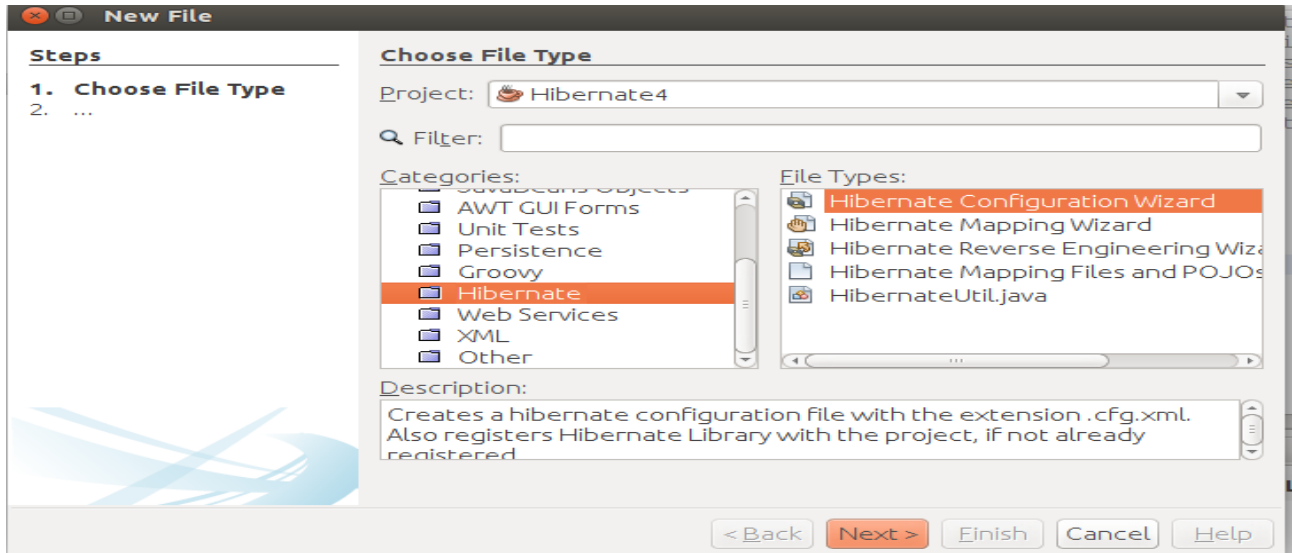 New File
Steps
1. Choose File Type
2. ...
Choose File Type
Project: Hibernate4
Filter:
Categories:
JavaBeans Objects
AWT GUI Forms
Unit Tests
Persistence
Groovy
Hibernate
Web Services
XML
Other
File Types:
Hibernate Configuration Wizard
Hibernate Mapping Wizard
Hibernate Reverse Engineering Wiza
Hibernate Mapping Files and POJOs
HibernateUtil.java
Description:
Creates a hibernate configuration file with the extension .cfg.xml.
Also registers Hibernate Library with the project, if not already
registered
< Back Next > Finish Cancel Help